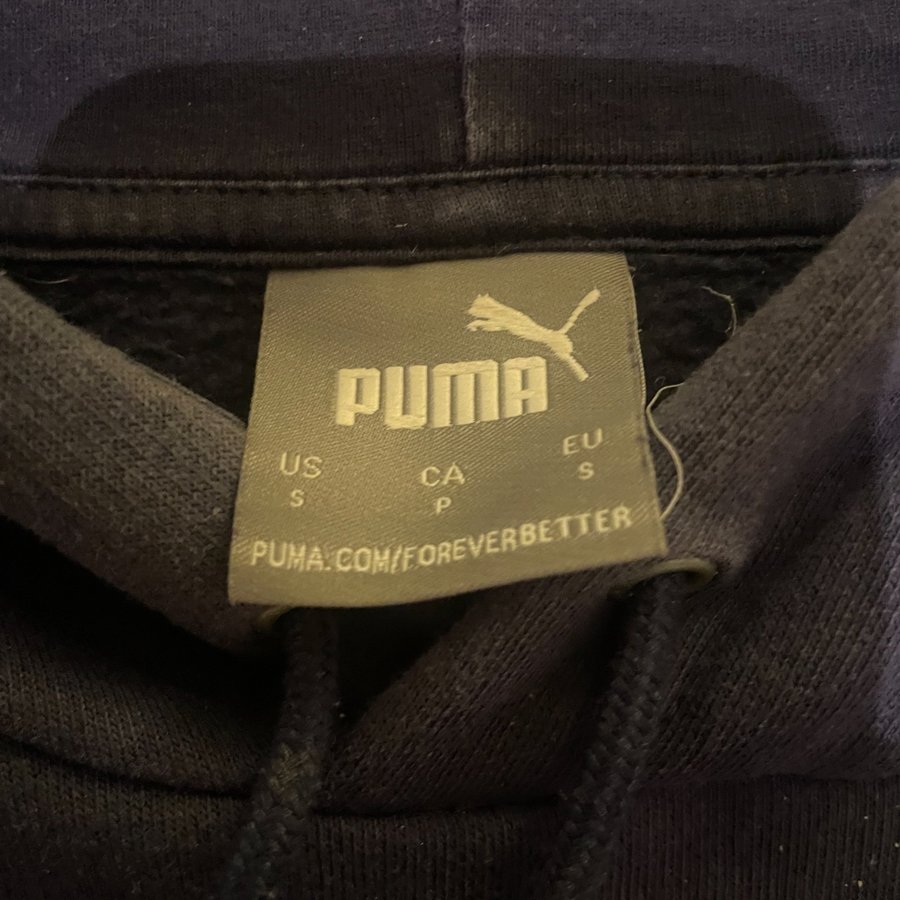 PUMA
US CA EU
S P S
PUMA.COM/FOREVERBETTER